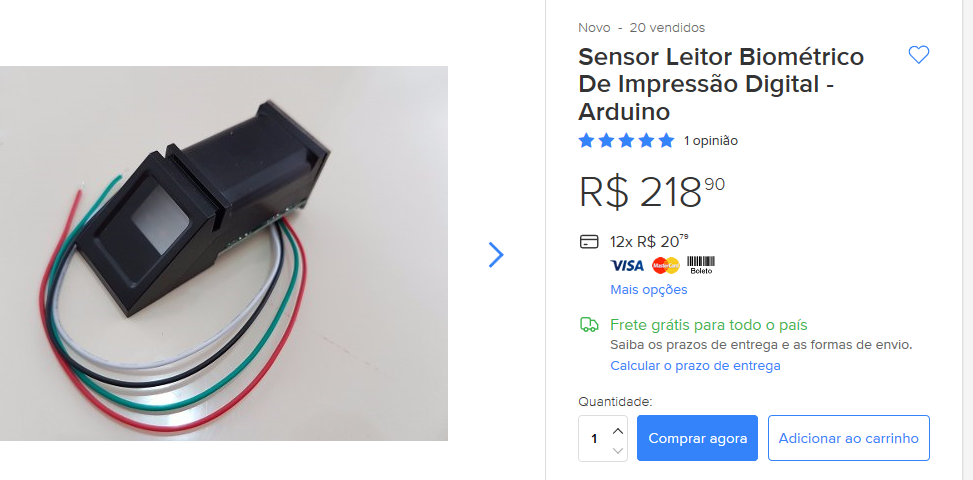 Novo - 20 vendidos
Sensor Leitor Biométrico
De Impressão Digital -
Arduino
1 opinião
R$ 218 90
12x R$ 20 79
VISA MasterCard Boleto
Mais opções
Frete grátis para todo o país
Saiba os prazos de entrega e as formas de envio.
Calcular o prazo de entrega
Quantidade:
1 Comprar agora Adicionar ao carrinho